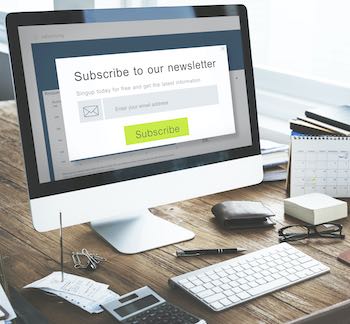 Subscribe to our newsletter
Singup today for free and get the latest information
Enter your email address
Subscribe